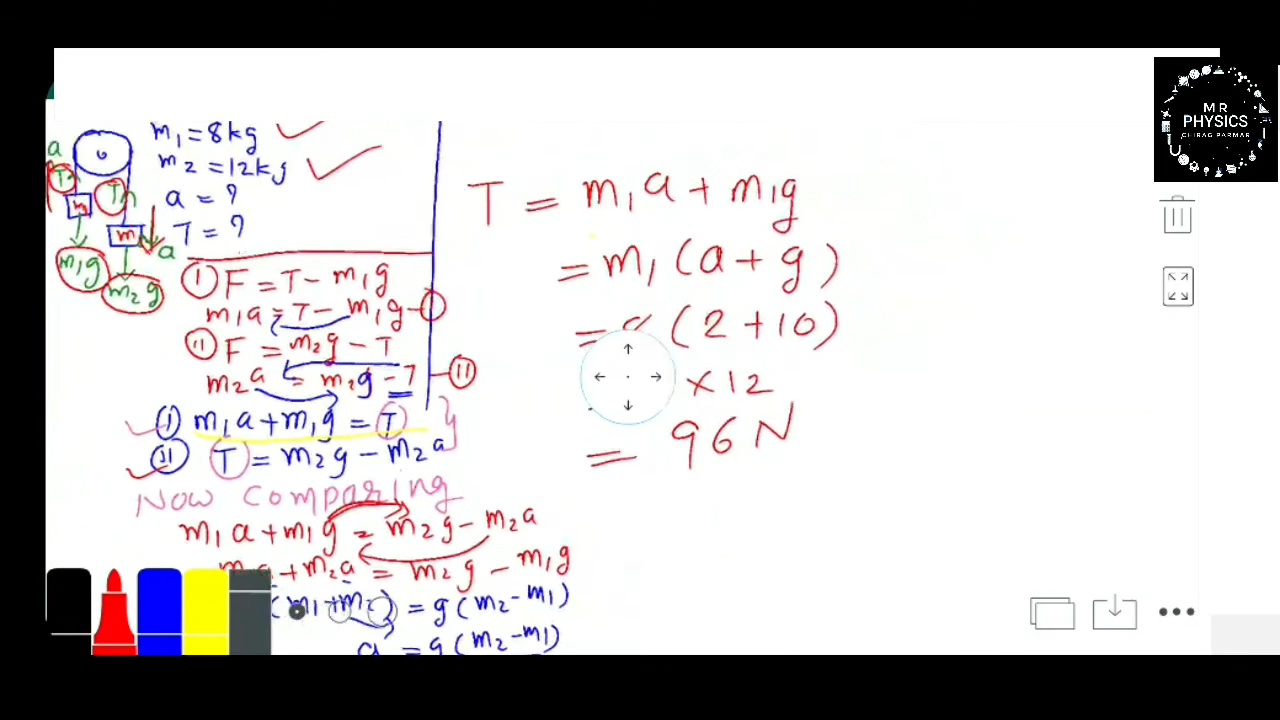 m₁ = 8kg
m₂ = 12kg
a = ?
T = ?
a
T
T
m
m
a
m₁g
m₂g
I F = T - m₁g
m₁a = T - m₁g - I
II F = m₂g - T
m₂a = m₂g - T - II
I m₁a + m₁g = T
II T = m₂g - m₂a
Now Comparing
m₁a + m₁g = m₂g - m₂a
+ m₂a = m₂g - m₁g
(m₁ + m₂) = g(m₂ - m₁)
a = g(m₂ - m₁)
T = m₁a + m₁g
= m₁(a + g)
= (2 + 10)
× 12
= 96 N
MR
PHYSICS
CHIRAG PARMAR